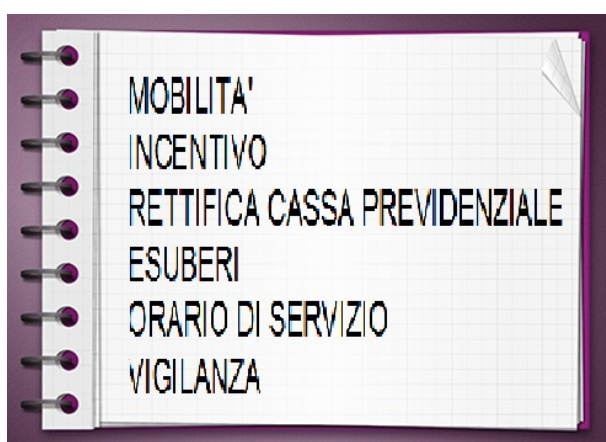 MOBILITA'
INCENTIVO
RETTIFICA CASSA PREVIDENZIALE
ESUBERI
ORARIO DI SERVIZIO
VIGILANZA